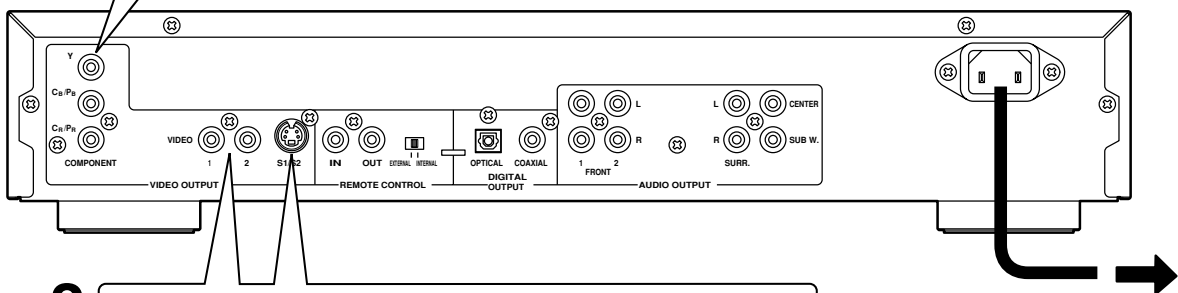 Y
CB/PB
CR/PR
COMPONENT
VIDEO
1
2
S1/S2
VIDEO OUTPUT
IN
OUT
EXTERNAL
INTERNAL
REMOTE CONTROL
OPTICAL
COAXIAL
DIGITAL
OUTPUT
L
R
1
2
FRONT
L
R
SURR.
CENTER
SUB W.
AUDIO OUTPUT